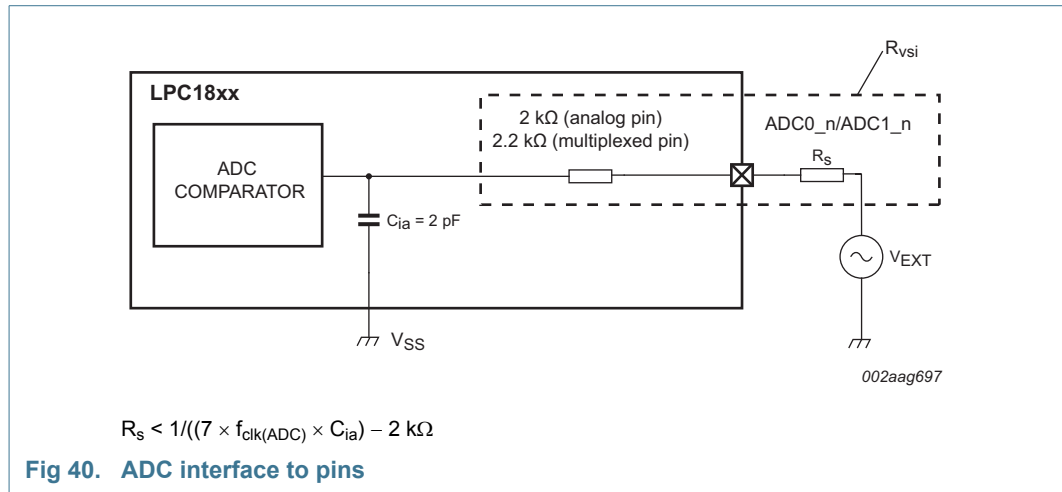 R_vsi
LPC18xx
2 kΩ (analog pin)
2.2 kΩ (multiplexed pin)
ADC0_n/ADC1_n
R_s
ADC
COMPARATOR
C_ia = 2 pF
V_EXT
V_SS
002aag697
R_s < 1/((7 × f_clk(ADC) × C_ia) − 2 kΩ
Fig 40. ADC interface to pins